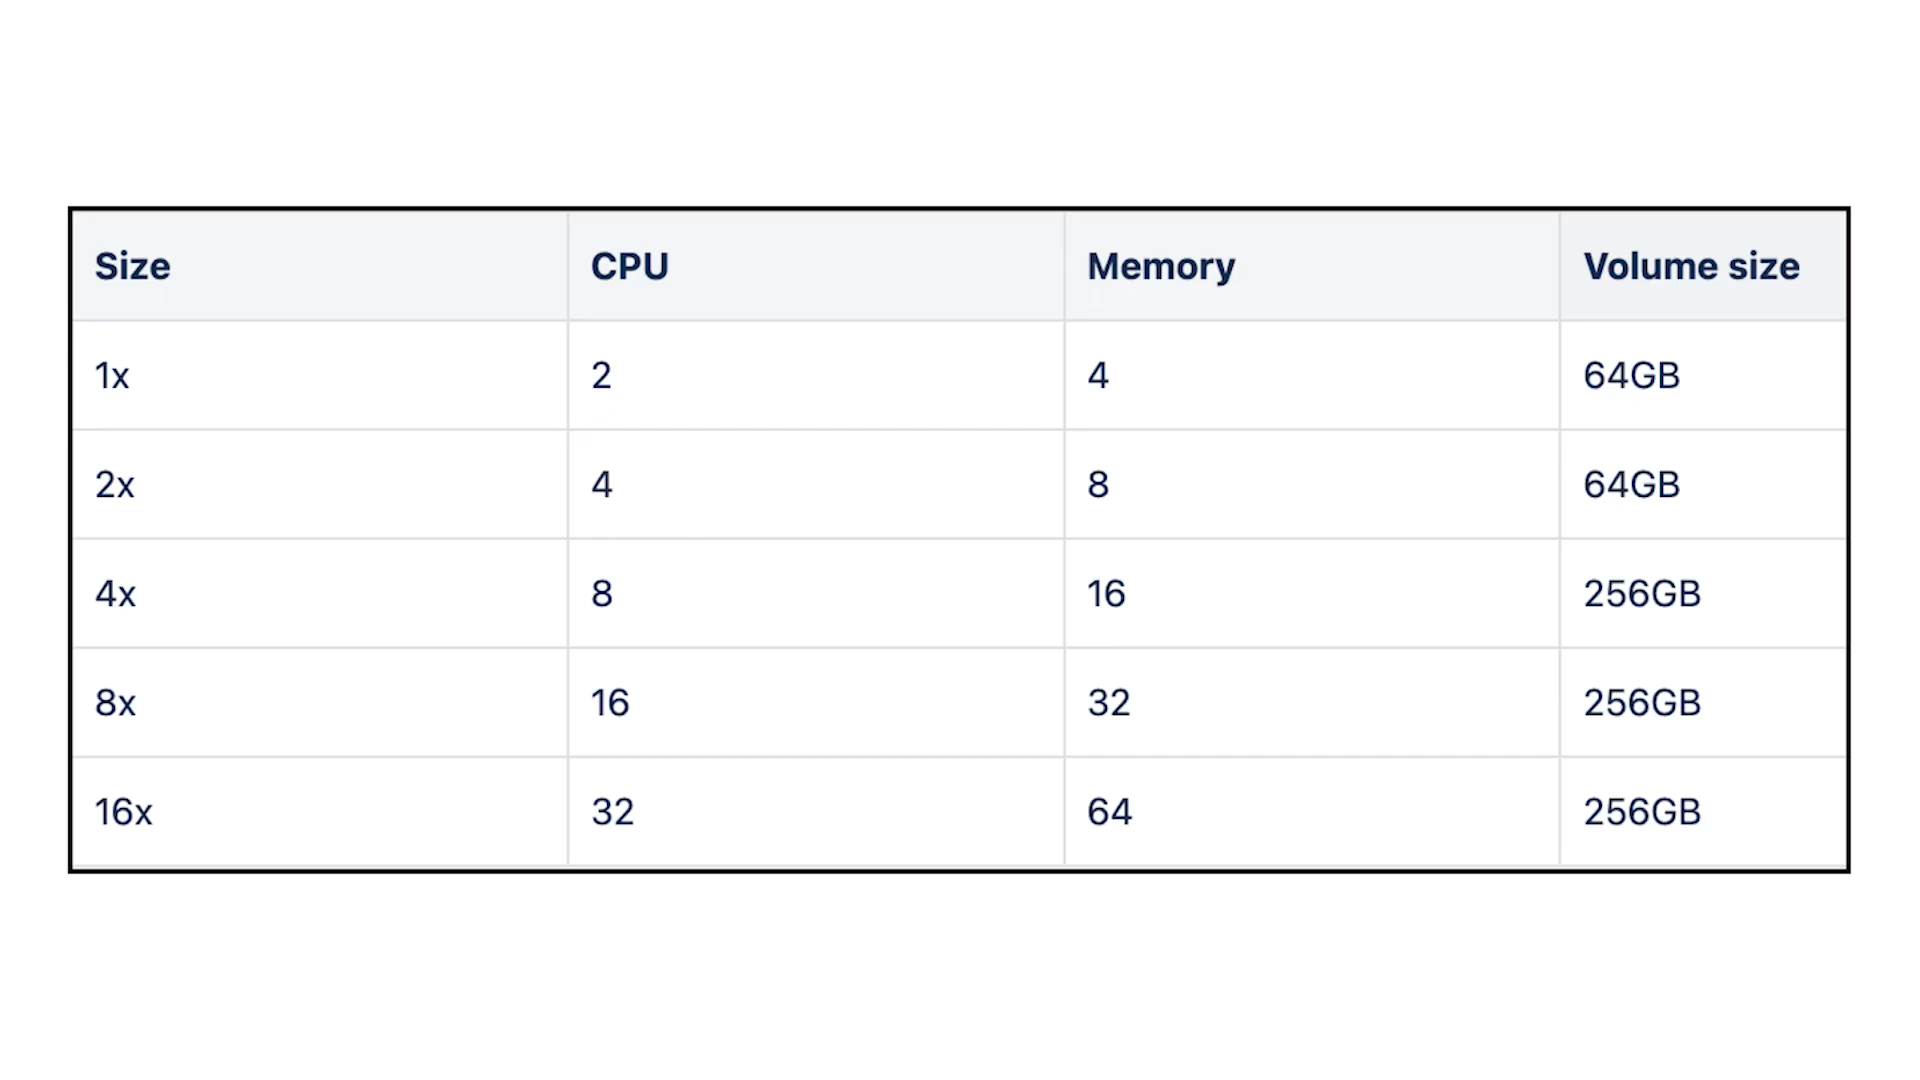 Size CPU Memory Volume size
1x 2 4 64GB
2x 4 8 64GB
4x 8 16 256GB
8x 16 32 256GB
16x 32 64 256GB